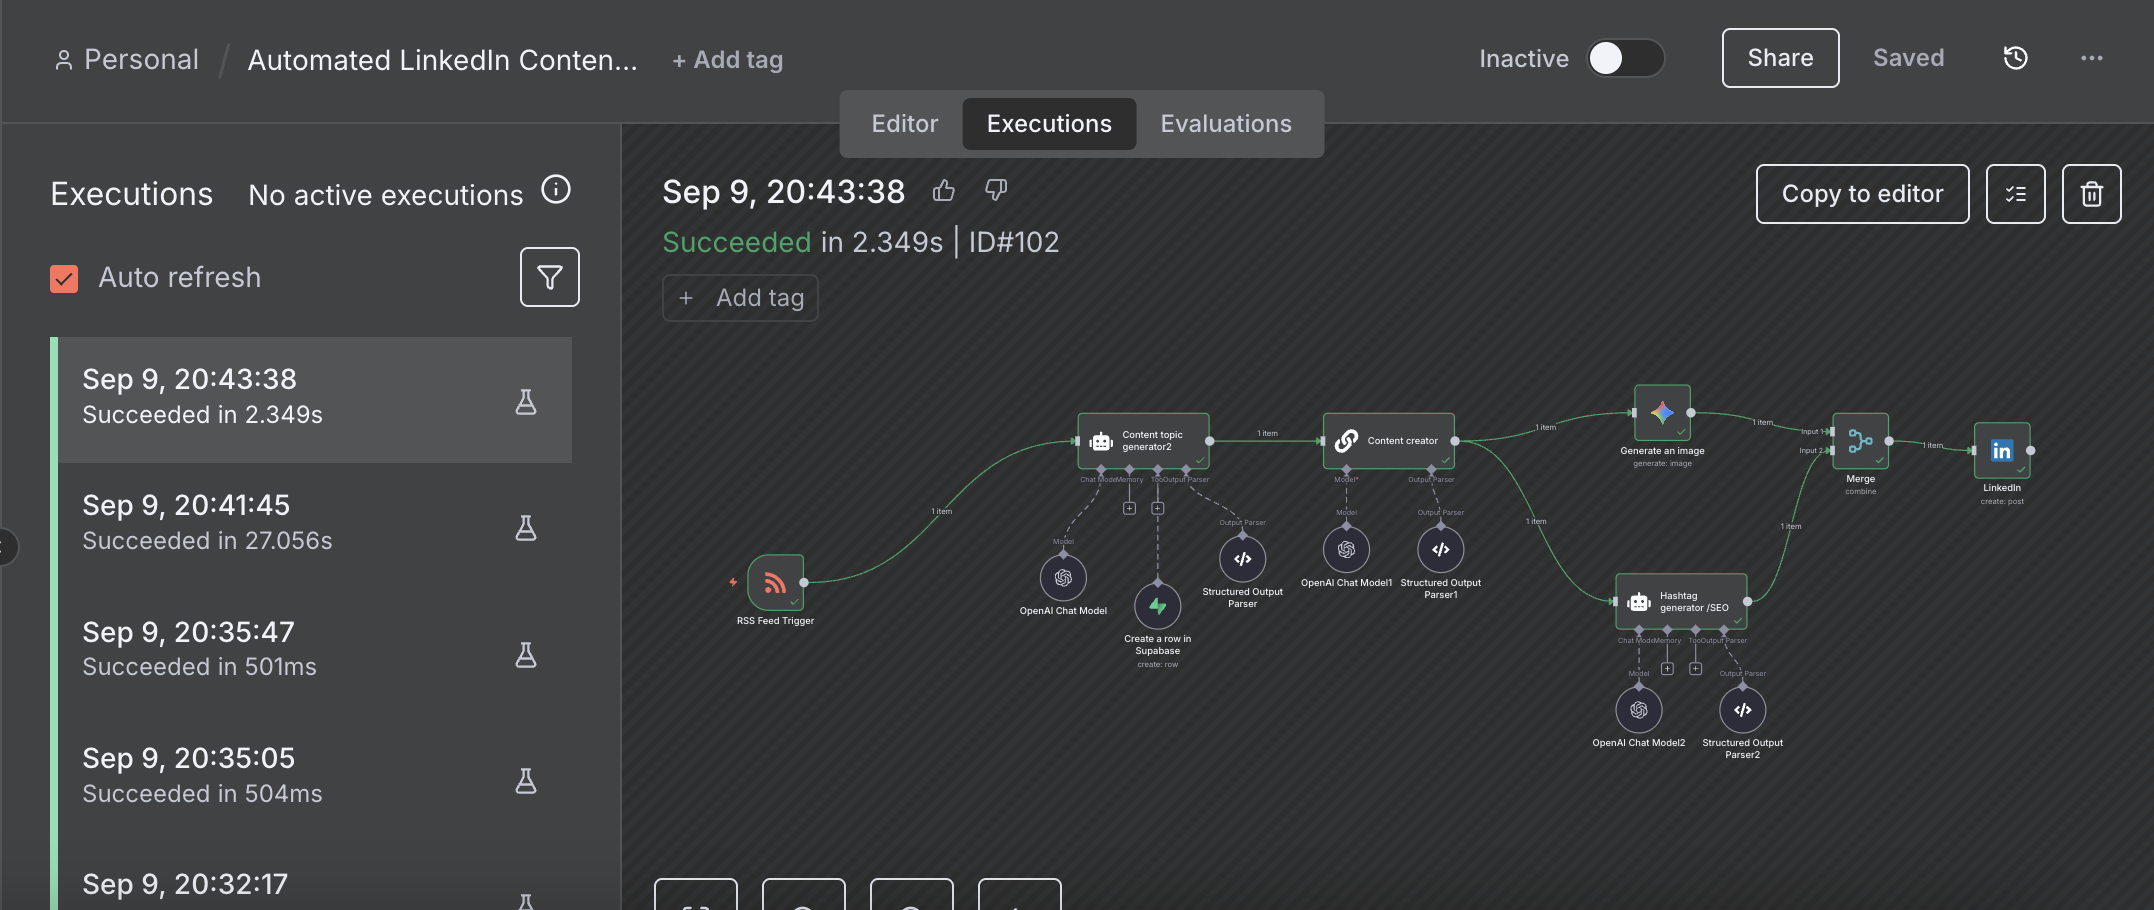 Personal / Automated LinkedIn Conten... + Add tag
Inactive
Share
Saved
Editor
Executions
Evaluations
Executions
No active executions
Auto refresh
Sep 9, 20:43:38
Succeeded in 2.349s
Sep 9, 20:41:45
Succeeded in 27.056s
Sep 9, 20:35:47
Succeeded in 501ms
Sep 9, 20:35:05
Succeeded in 504ms
Sep 9, 20:32:17
Sep 9, 20:43:38
Succeeded in 2.349s | ID#102
+ Add tag
Copy to editor
RSS Feed Trigger
1 item
Content topic
generator2
Chat Mode
Memory
Too
Output Parser
Model
OpenAI Chat Model
Create a row in
Supabase
create: row
Output Parser
Structured Output
Parser
1 item
Content creator
Model*
Output Parser
Model
OpenAI Chat Model1
Output Parser
Structured Output
Parser1
1 item
1 item
Generate an image
generate: image
1 item
Hashtag
generator /SEO
Chat Mode
Memory
Too
Output Parser
Model
OpenAI Chat Model2
Output Parser
Structured Output
Parser2
1 item
Input 1
Input 2
Merge
combine
1 item
LinkedIn
create: post